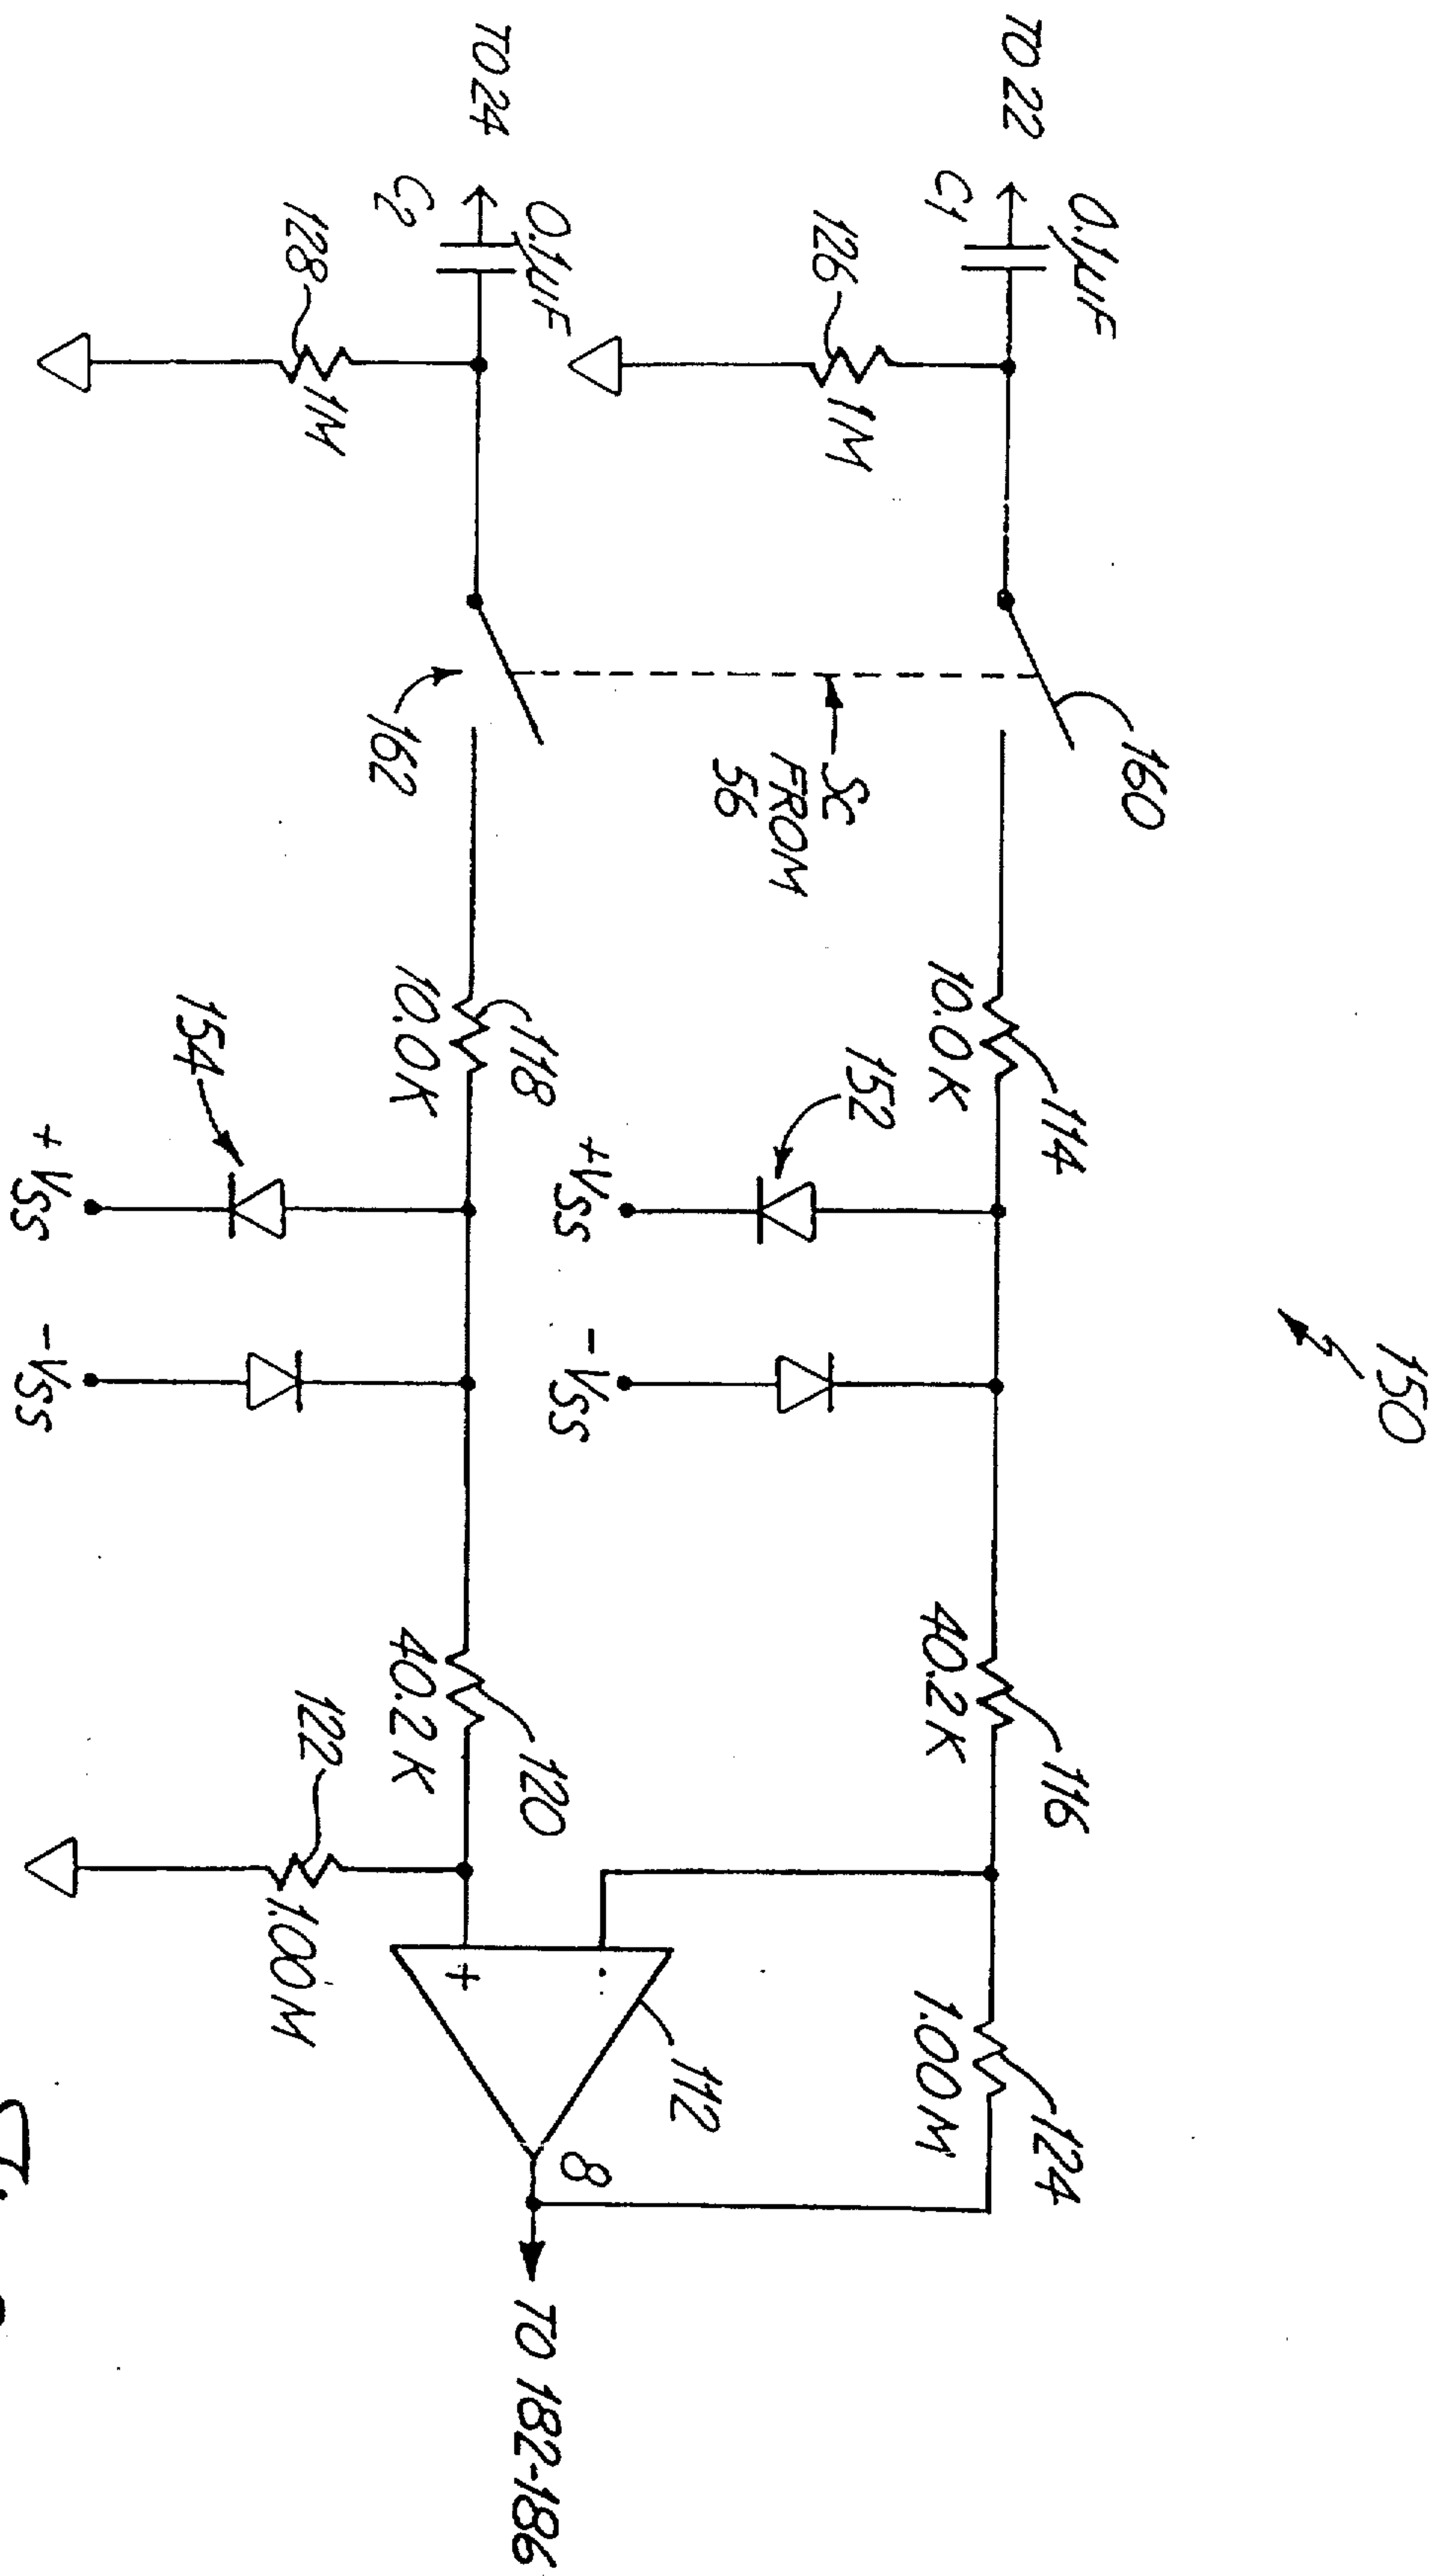 150
TO 22
C1
0.1µF
126
1M
160
SC
FROM
56
10.0K
114
152
+VSS
-VSS
40.2K
116
1.00M
124
112
8
TO 182-186
TO 24
C2
0.1µF
128
1M
162
10.0K
118
154
+VSS
-VSS
40.2K
120
122
1.00M
+